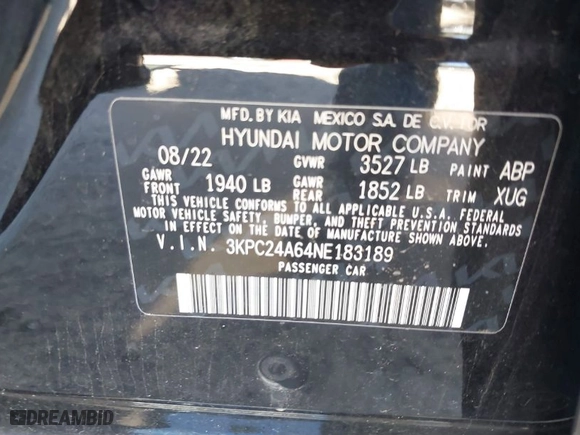 MFD. BY KIA MEXICO S.A. DE C.V. FOR
HYUNDAI MOTOR COMPANY
08/22 GVWR 3527 LB PAINT ABP
GAWR FRONT 1940 LB GAWR REAR 1852 LB TRIM XUG
THIS VEHICLE CONFORMS TO ALL APPLICABLE U.S.A. FEDERAL
MOTOR VEHICLE SAFETY, BUMPER, AND THEFT PREVENTION STANDARDS
IN EFFECT ON THE DATE OF MANUFACTURE SHOWN ABOVE.
V.I.N. 3KPC24A64NE183189
PASSENGER CAR
DREAMBID